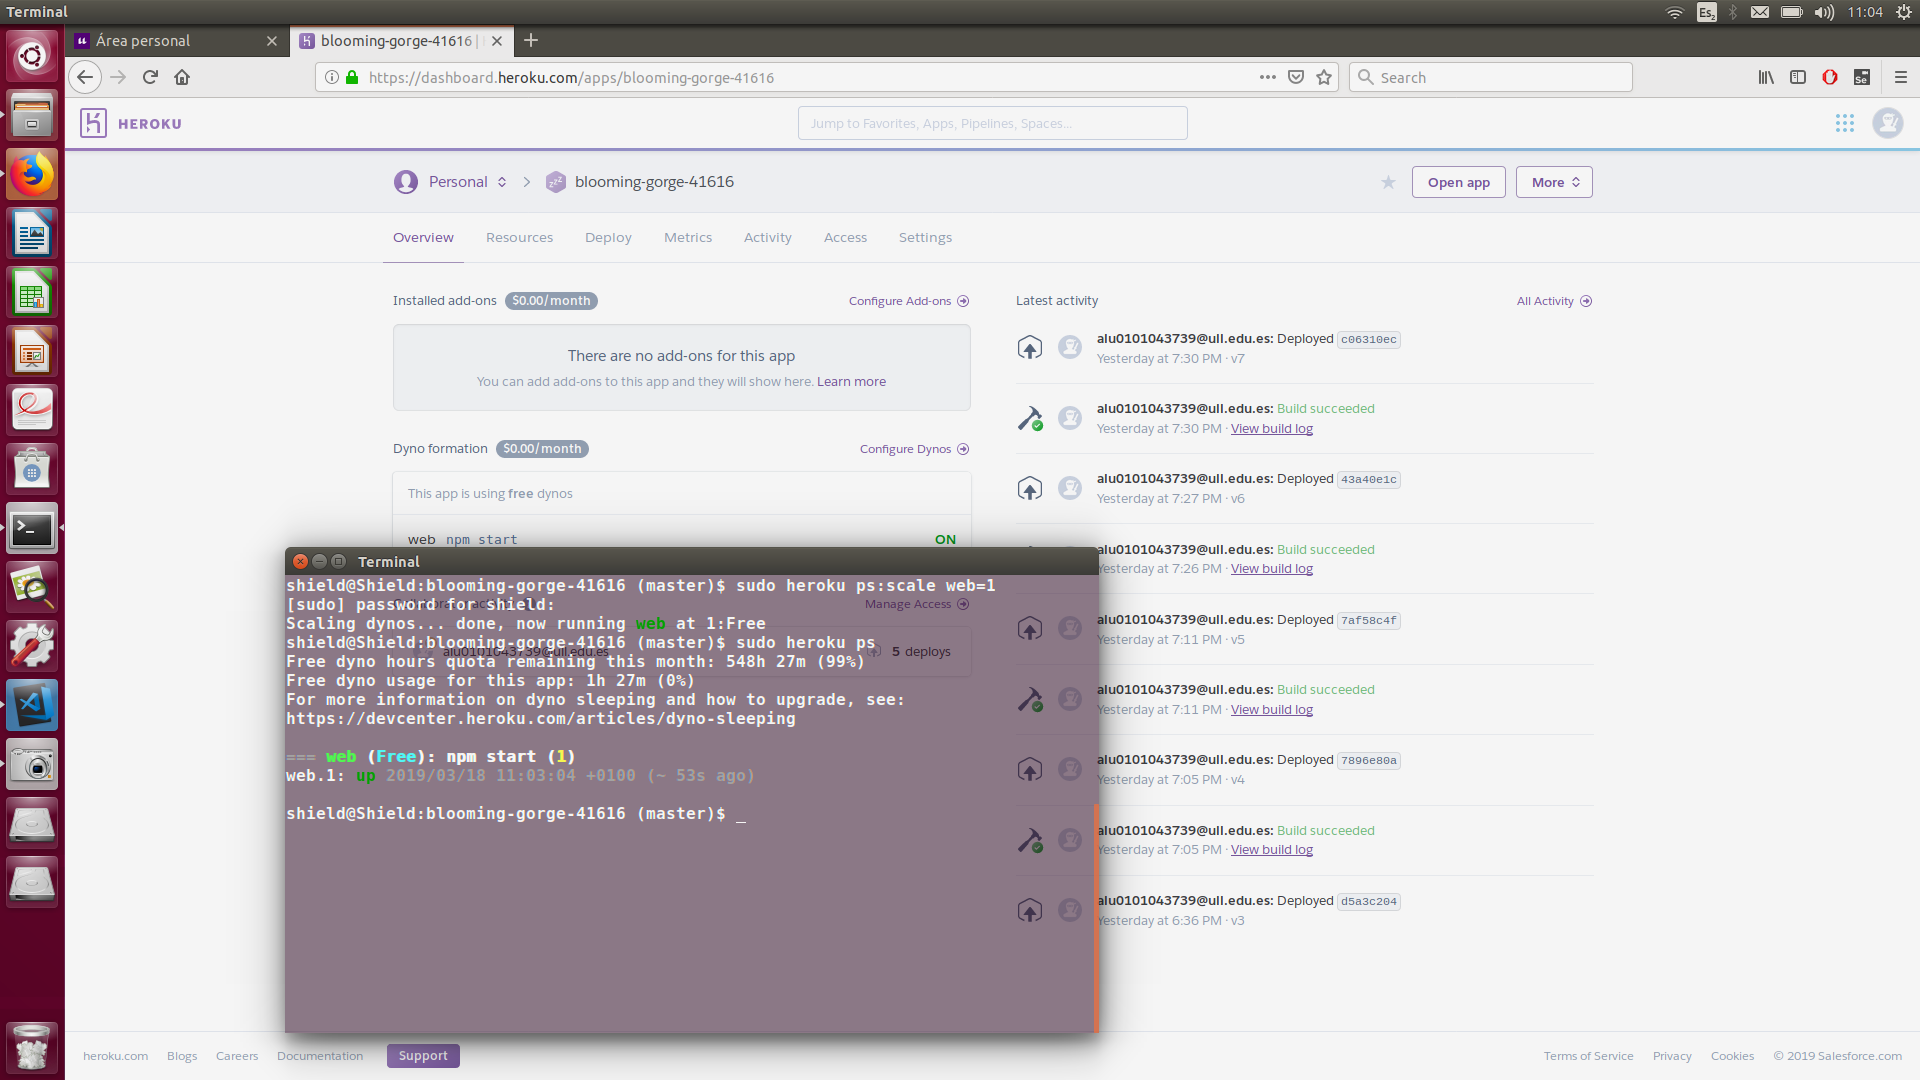 Terminal
Es2
11:04
Área personal
blooming-gorge-41616 |
https://dashboard.heroku.com/apps/blooming-gorge-41616
Search
HEROKU
Jump to Favorites, Apps, Pipelines, Spaces...
Personal
blooming-gorge-41616
Open app
More
Overview
Resources
Deploy
Metrics
Activity
Access
Settings
Installed add-ons $0.00/month
Configure Add-ons
There are no add-ons for this app
You can add add-ons to this app and they will show here. Learn more
Dyno formation $0.00/month
Configure Dynos
This app is using free dynos
web npm start
ON
Manage Access
alu0101043739@ull.edu.es
5 deploys
Latest activity
All Activity
alu0101043739@ull.edu.es: Deployed c06310ec
Yesterday at 7:30 PM · v7
alu0101043739@ull.edu.es: Build succeeded
Yesterday at 7:30 PM · View build log
alu0101043739@ull.edu.es: Deployed 43a40e1c
Yesterday at 7:27 PM · v6
alu0101043739@ull.edu.es: Build succeeded
Yesterday at 7:26 PM · View build log
alu0101043739@ull.edu.es: Deployed 7af58c4f
Yesterday at 7:11 PM · v5
alu0101043739@ull.edu.es: Build succeeded
Yesterday at 7:11 PM · View build log
alu0101043739@ull.edu.es: Deployed 7896e80a
Yesterday at 7:05 PM · v4
alu0101043739@ull.edu.es: Build succeeded
Yesterday at 7:05 PM · View build log
alu0101043739@ull.edu.es: Deployed d5a3c204
Yesterday at 6:36 PM · v3
Terminal
shield@Shield:blooming-gorge-41616 (master)$ sudo heroku ps:scale web=1
[sudo] password for shield:
Scaling dynos... done, now running web at 1:Free
shield@Shield:blooming-gorge-41616 (master)$ sudo heroku ps
Free dyno hours quota remaining this month: 548h 27m (99%)
Free dyno usage for this app: 1h 27m (0%)
For more information on dyno sleeping and how to upgrade, see:
https://devcenter.heroku.com/articles/dyno-sleeping
=== web (Free): npm start (1)
web.1: up 2019/03/18 11:03:04 +0100 (~ 53s ago)
shield@Shield:blooming-gorge-41616 (master)$ _
heroku.com
Blogs
Careers
Documentation
Support
Terms of Service
Privacy
Cookies
© 2019 Salesforce.com